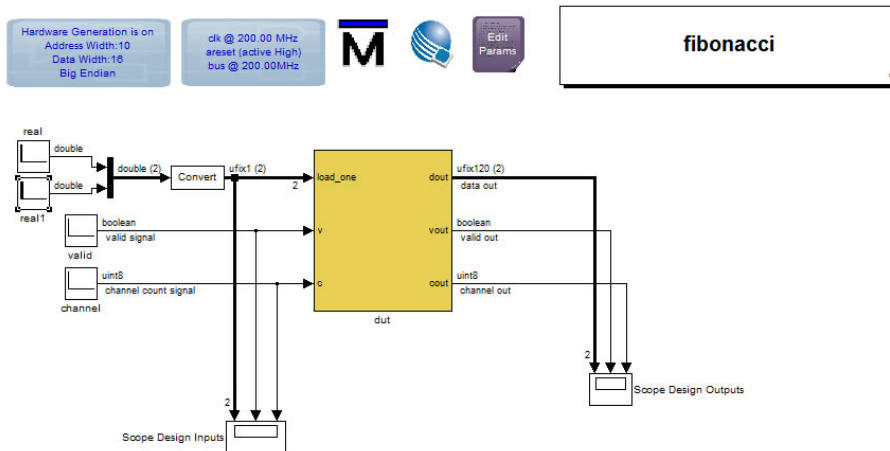 Hardware Generation is on
Address Width:10
Data Width:16
Big Endian
clk @ 200.00 MHz
areset (active High)
bus @ 200.00MHz
M
Edit
Params
fibonacci
real
double
double (2)
Convert
ufix1 (2)
2
load_one
dout
ufix120 (2)
data out
double
real1
boolean
valid signal
valid
v
vout
boolean
valid out
uint8
channel count signal
channel
c
cout
uint8
channel out
dut
2
Scope Design Outputs
2
Scope Design Inputs